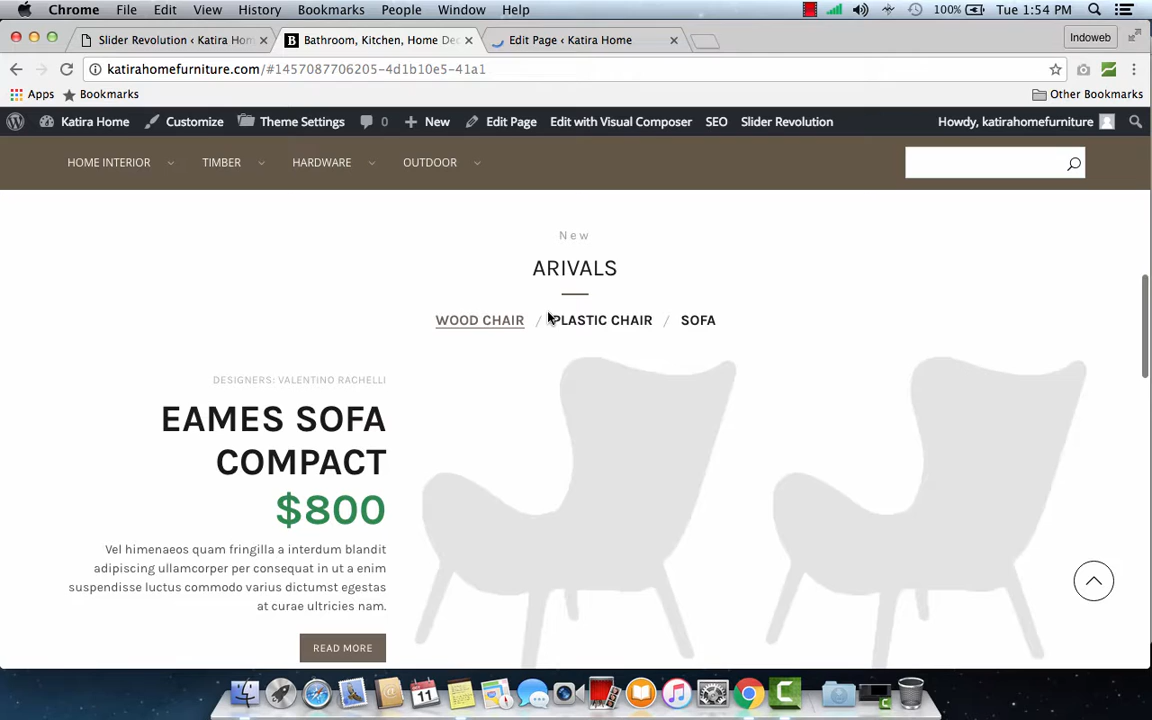 Chrome File Edit View History Bookmarks People Window Help 100% Tue 1:54 PM
Slider Revolution ‹ Katira Hom Bathroom, Kitchen, Home Dec Edit Page ‹ Katira Home Indoweb
katirahomefurniture.com/#1457087706205-4d1b10e5-41a1
Apps Bookmarks Other Bookmarks
Katira Home Customize Theme Settings 0 New Edit Page Edit with Visual Composer SEO Slider Revolution Howdy, katirahomefurniture
HOME INTERIOR TIMBER HARDWARE OUTDOOR
New
ARIVALS
WOOD CHAIR / PLASTIC CHAIR / SOFA
DESIGNERS: VALENTINO RACHELLI
EAMES SOFA
COMPACT
$800
Vel himenaeos quam fringilla a interdum blandit
adipiscing ullamcorper per consequat in ut a enim
suspendisse luctus commodo varius dictumst egestas
at curae ultricies nam.
READ MORE
11